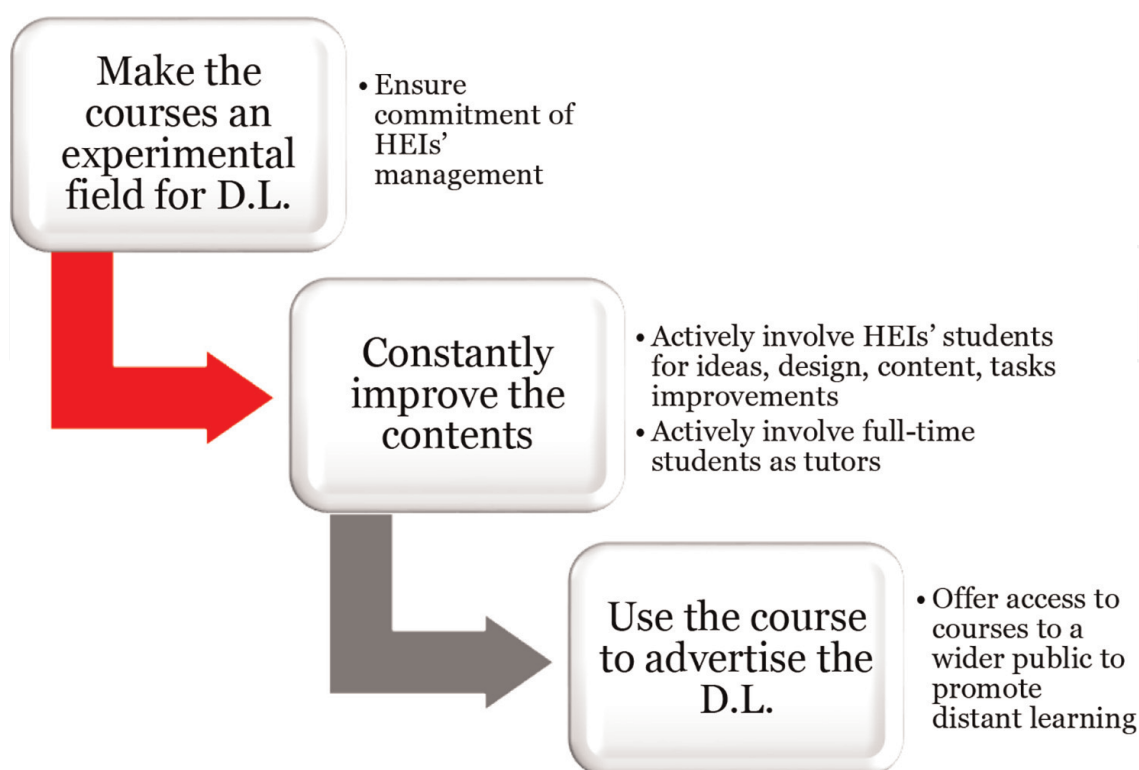 Make the
courses an
experimental
field for D.L.
• Ensure
commitment of
HEIs’
management
Constantly
improve the
contents
• Actively involve HEIs’ students
for ideas, design, content, tasks
improvements
• Actively involve full-time
students as tutors
Use the course
to advertise the
D.L.
• Offer access to
courses to a
wider public to
promote
distant learning